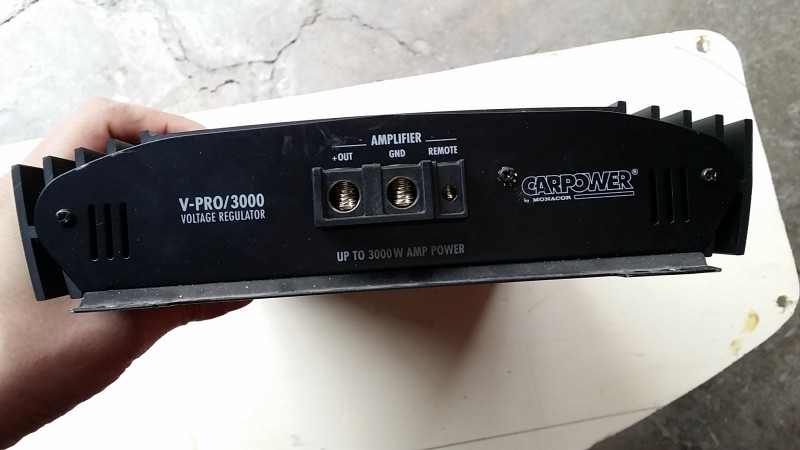 AMPLIFIER
+OUT GND REMOTE
V-PRO/3000
VOLTAGE REGULATOR
CARPOWER®
by MONACOR
UP TO 3000W AMP POWER